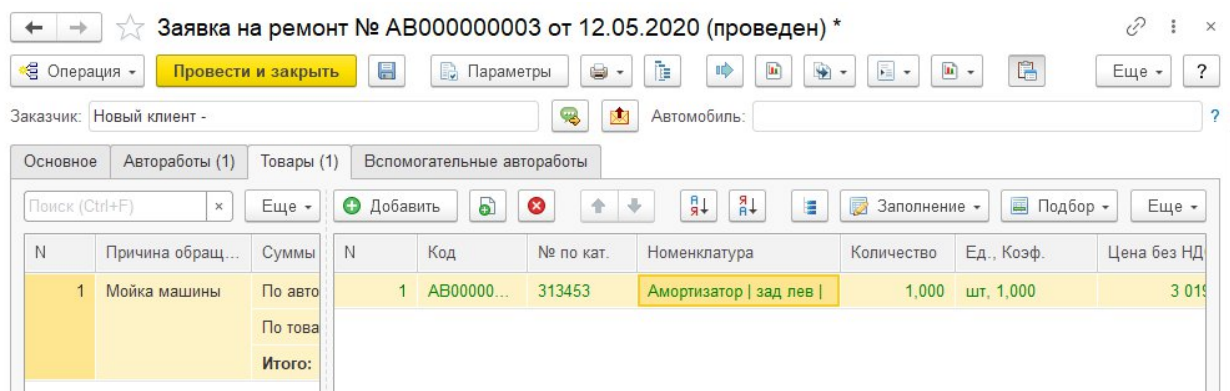 Заявка на ремонт № АВ000000003 от 12.05.2020 (проведен) *
Операция Провести и закрыть Параметры Еще ?
Заказчик: Новый клиент - Автомобиль: ?
Основное Автоработы (1) Товары (1) Вспомогательные автоработы
Поиск (Ctrl+F) × Еще Добавить Заполнение Подбор Еще
N Причина обращ... Суммы N Код № по кат. Номенклатура Количество Ед., Коэф. Цена без НД
1 Мойка машины По авто 1 АВ00000... 313453 Амортизатор | зад лев | 1,000 шт, 1,000 3 019
По това
Итого: